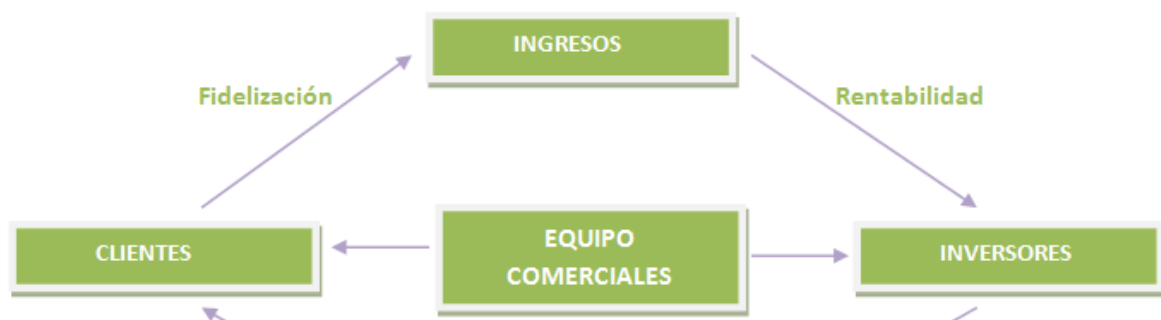 INGRESOS
Fidelización
Rentabilidad
CLIENTES
EQUIPO
COMERCIALES
INVERSORES